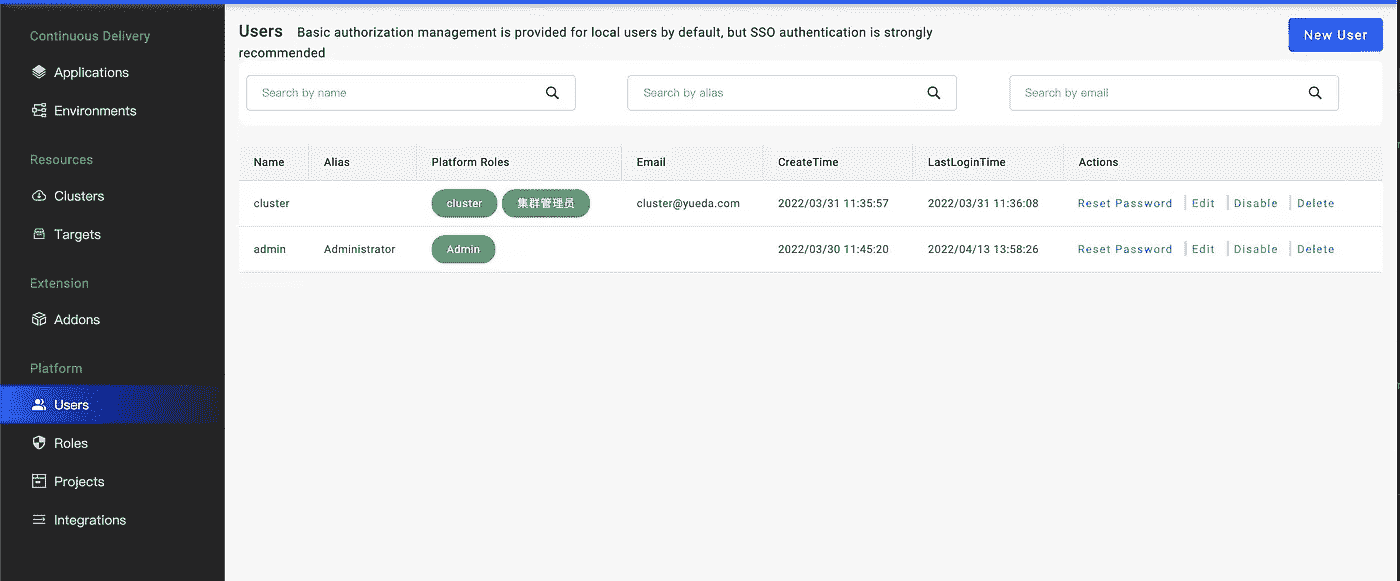 Continuous Delivery
Applications
Environments
Resources
Clusters
Targets
Extension
Addons
Platform
Users
Roles
Projects
Integrations
Users Basic authorization management is provided for local users by default, but SSO authentication is strongly
recommended
New User
Search by name
Search by alias
Search by email
Name Alias Platform Roles Email CreateTime LastLoginTime Actions
cluster cluster 集群管理员 cluster@yueda.com 2022/03/31 11:35:57 2022/03/31 11:36:08 Reset Password Edit Disable Delete
admin Administrator Admin 2022/03/30 11:45:20 2022/04/13 13:58:26 Reset Password Edit Disable Delete